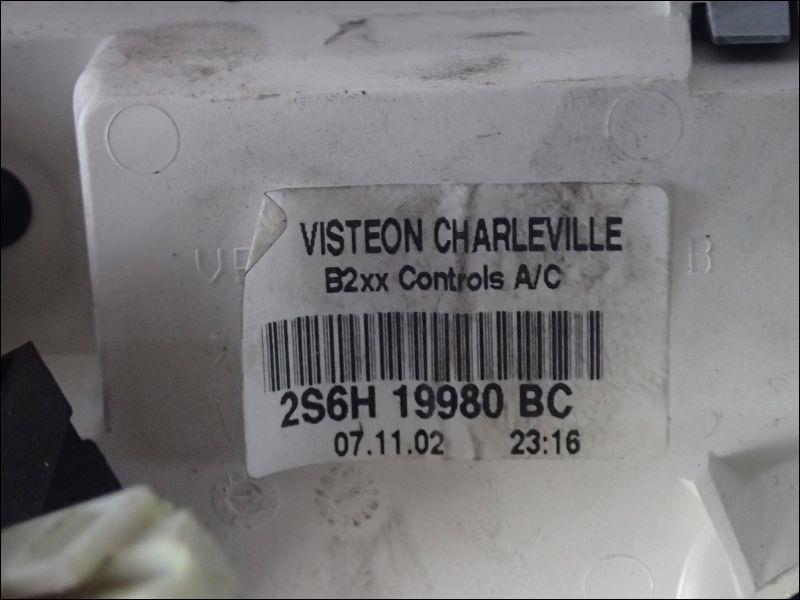 VISTEON CHARLEVILLE
B2xx Controls A/C
2S6H 19980 BC
07.11.02 23:16